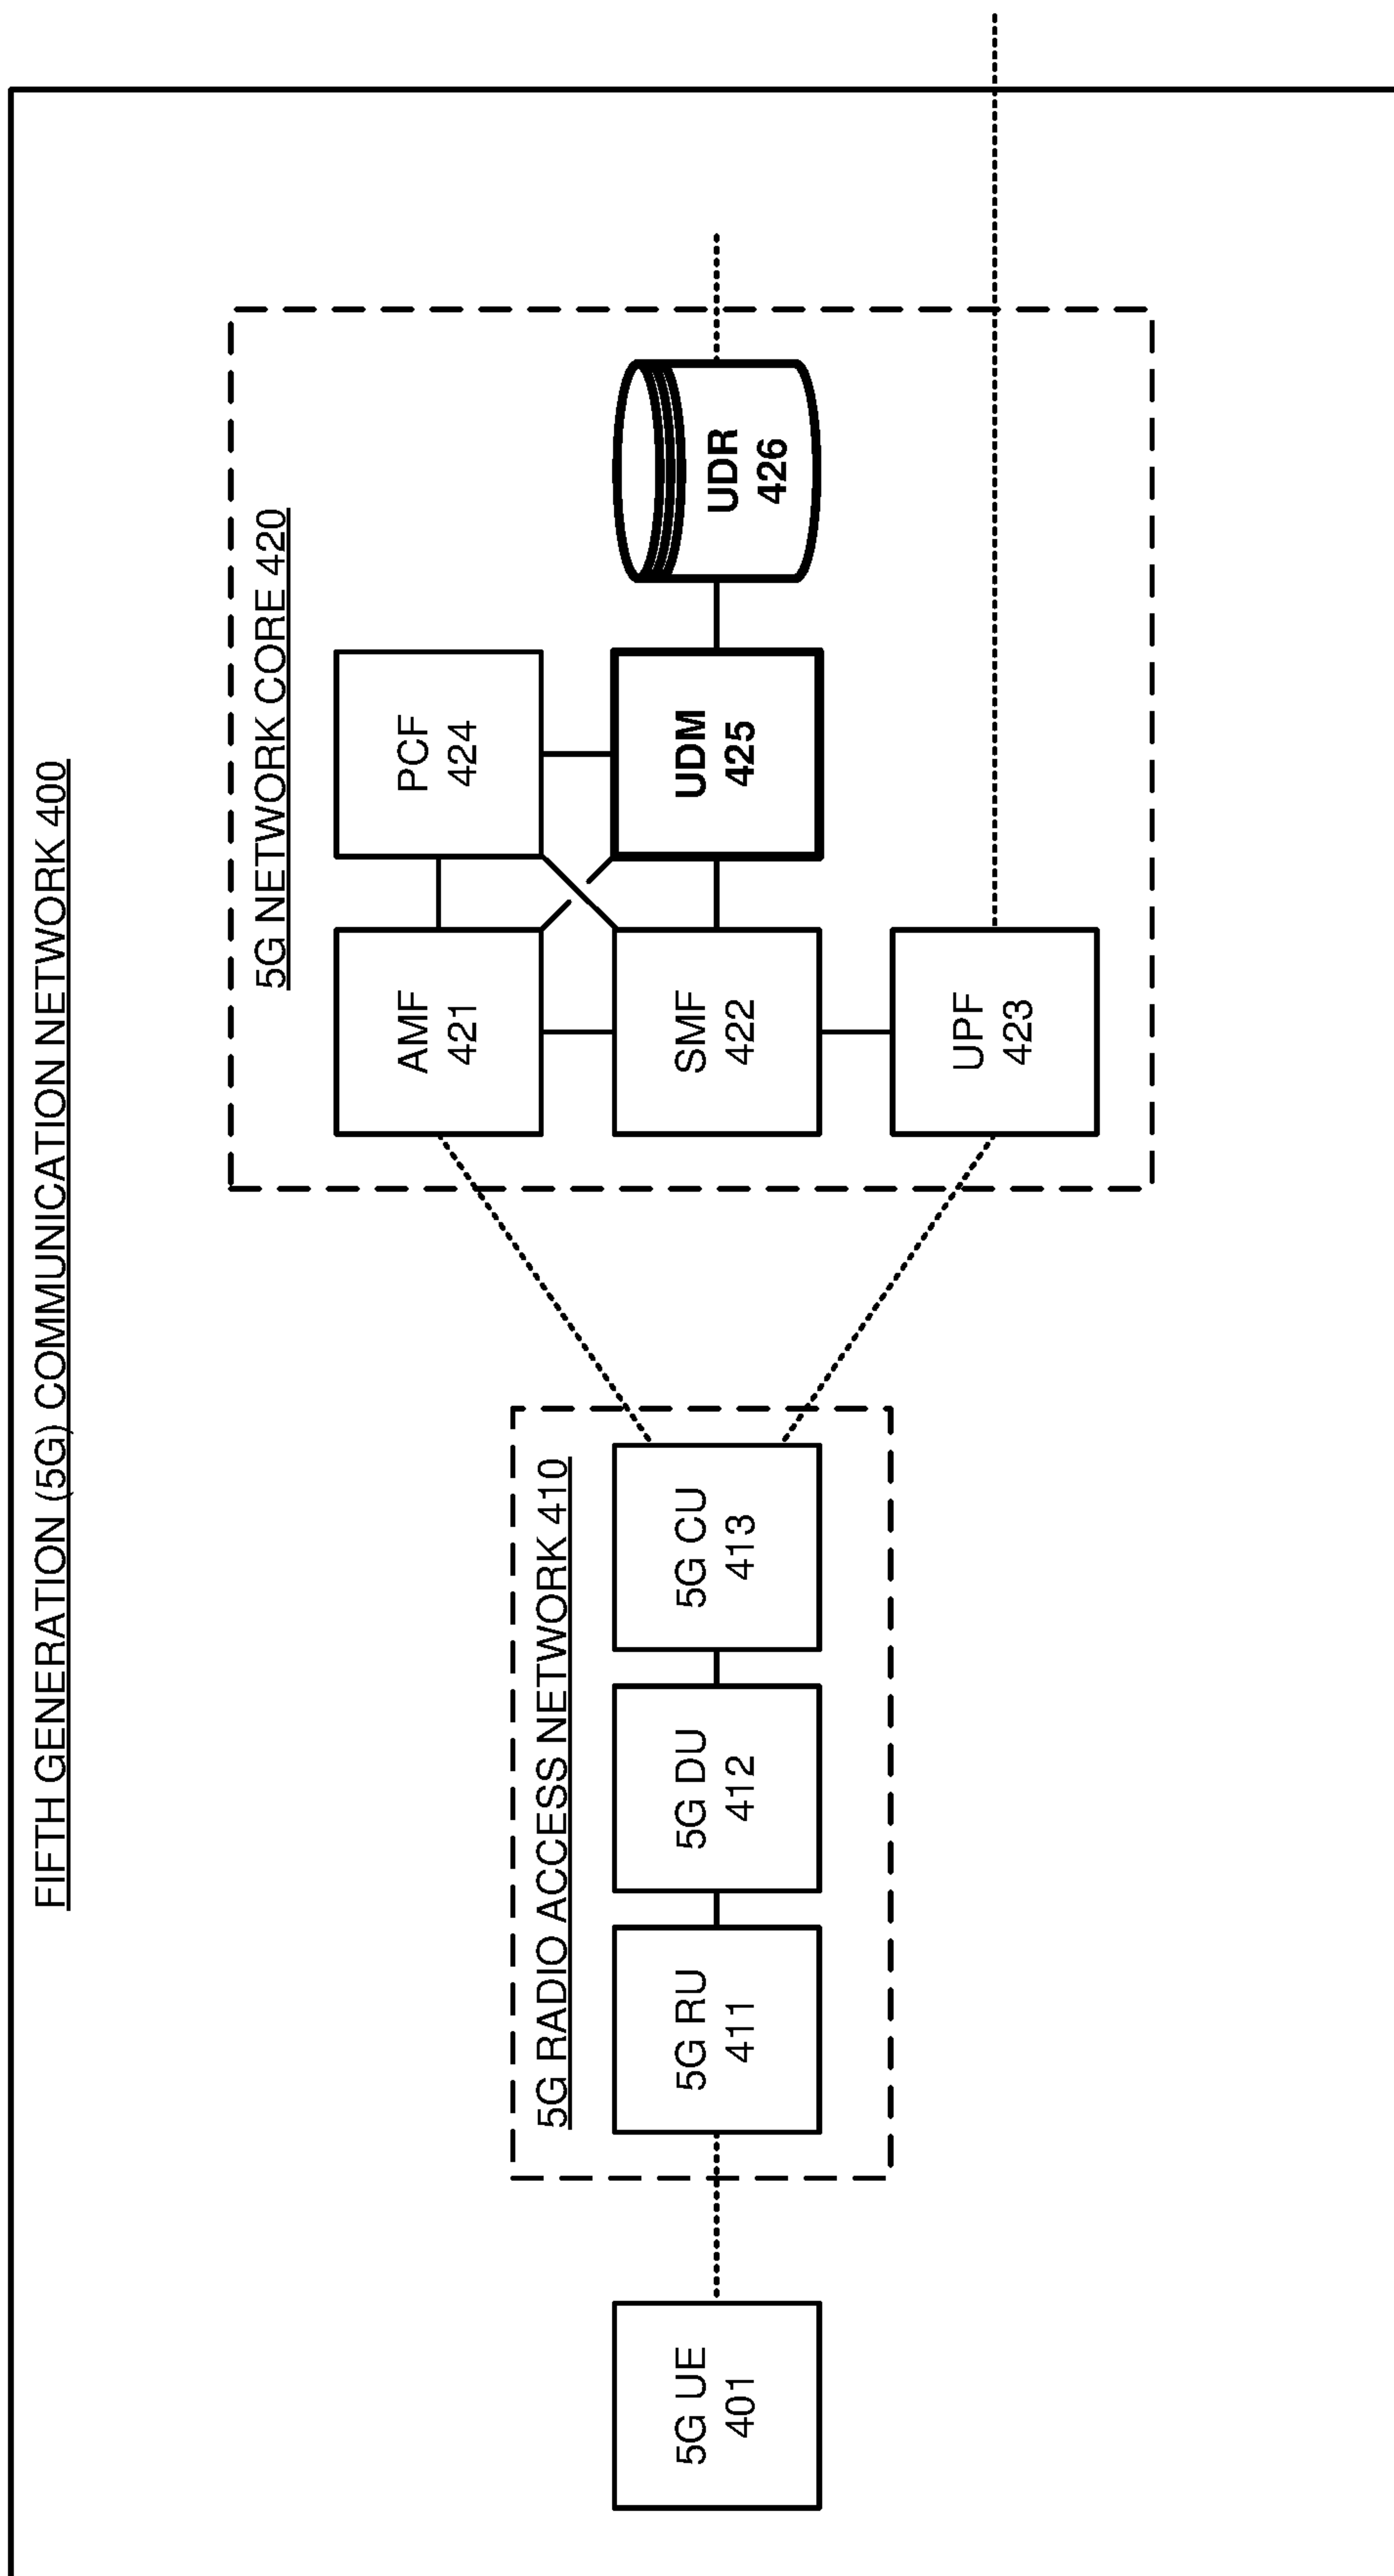 FIFTH GENERATION (5G) COMMUNICATION NETWORK 400
5G NETWORK CORE 420
5G RADIO ACCESS NETWORK 410
5G UE
401
5G RU
411
5G DU
412
5G CU
413
AMF
421
PCF
424
SMF
422
UDM
425
UDR
426
UPF
423